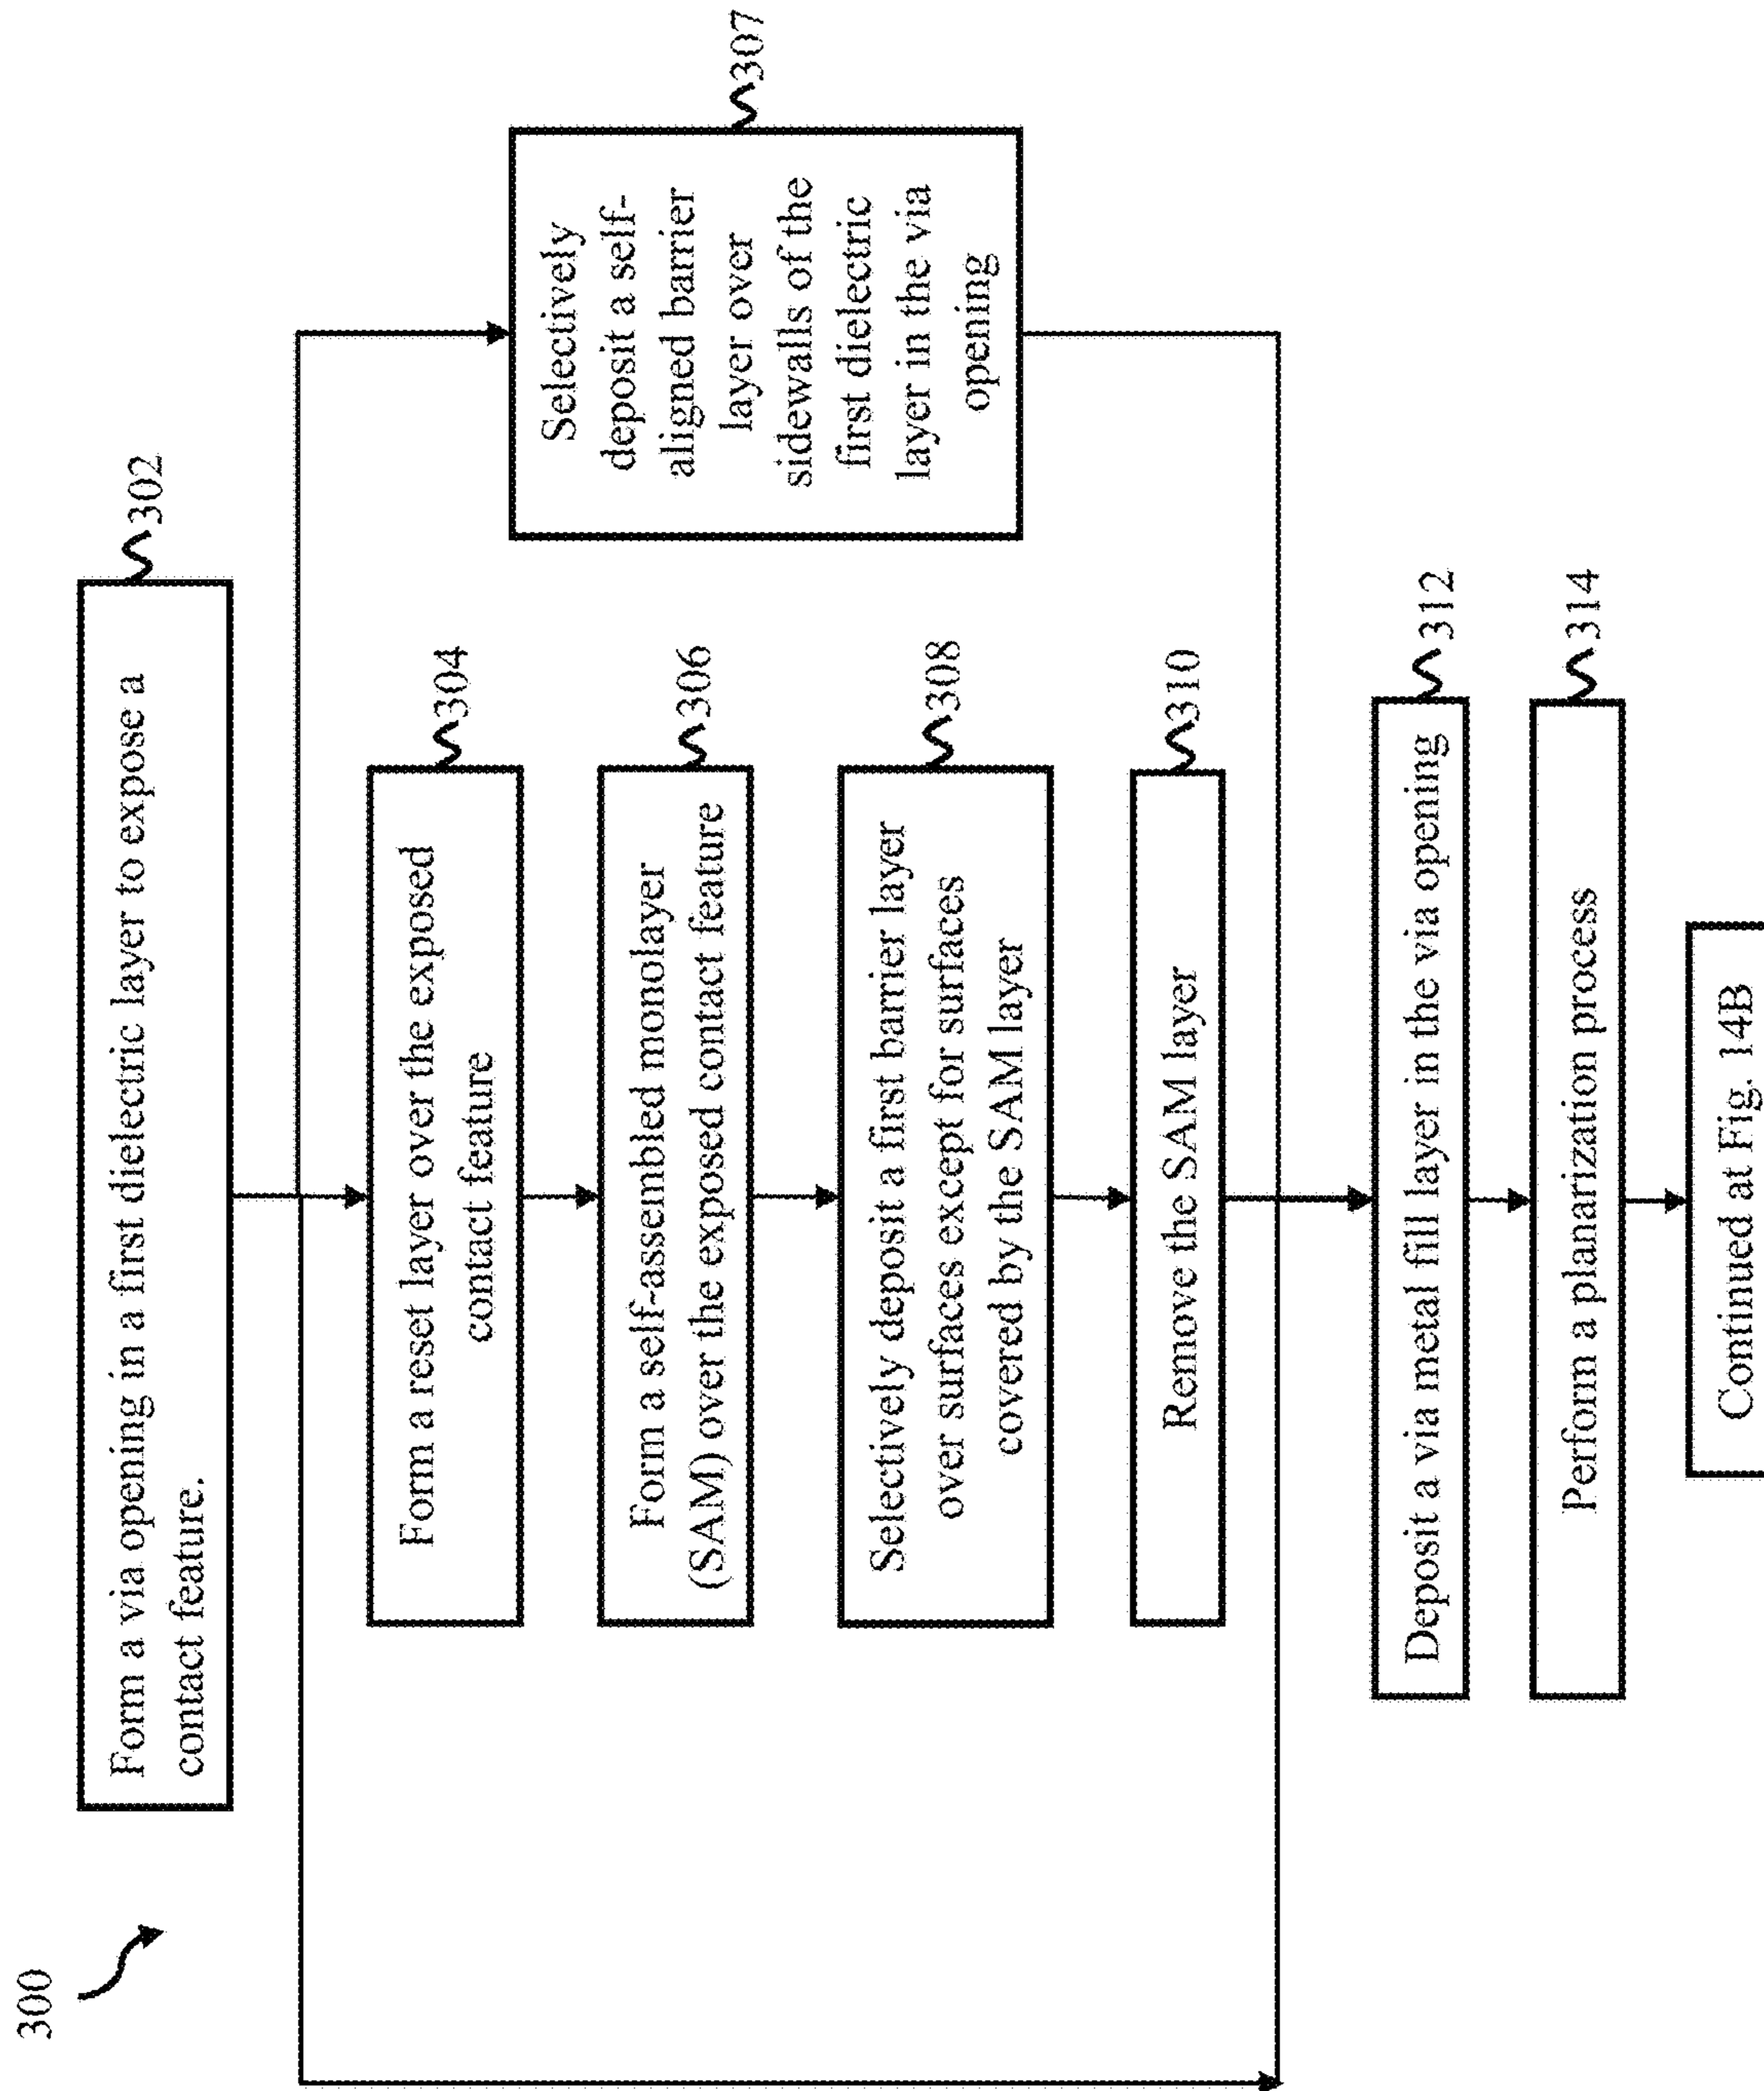 300
Form a via opening in a first dielectric layer to expose a
contact feature.
302
Form a reset layer over the exposed
contact feature
304
Form a self-assembled monolayer
(SAM) over the exposed contact feature
306
Selectively
deposit a self-
aligned barrier
layer over
sidewalls of the
first dielectric
layer in the via
opening
307
Selectively deposit a first barrier layer
over surfaces except for surfaces
covered by the SAM layer
308
Remove the SAM layer
310
Deposit a via metal fill layer in the via opening
312
Perform a planarization process
314
Continued at Fig. 14B